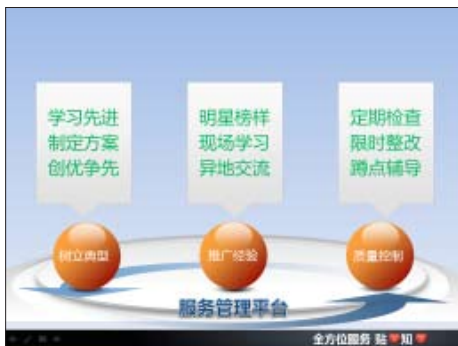 学习先进
制定方案
创优争先
明星榜样
现场学习
异地交流
定期检查
限时整改
蹲点辅导
树立典型
推广经验
质量控制
服务管理平台
全方位服务 贴❤知❤